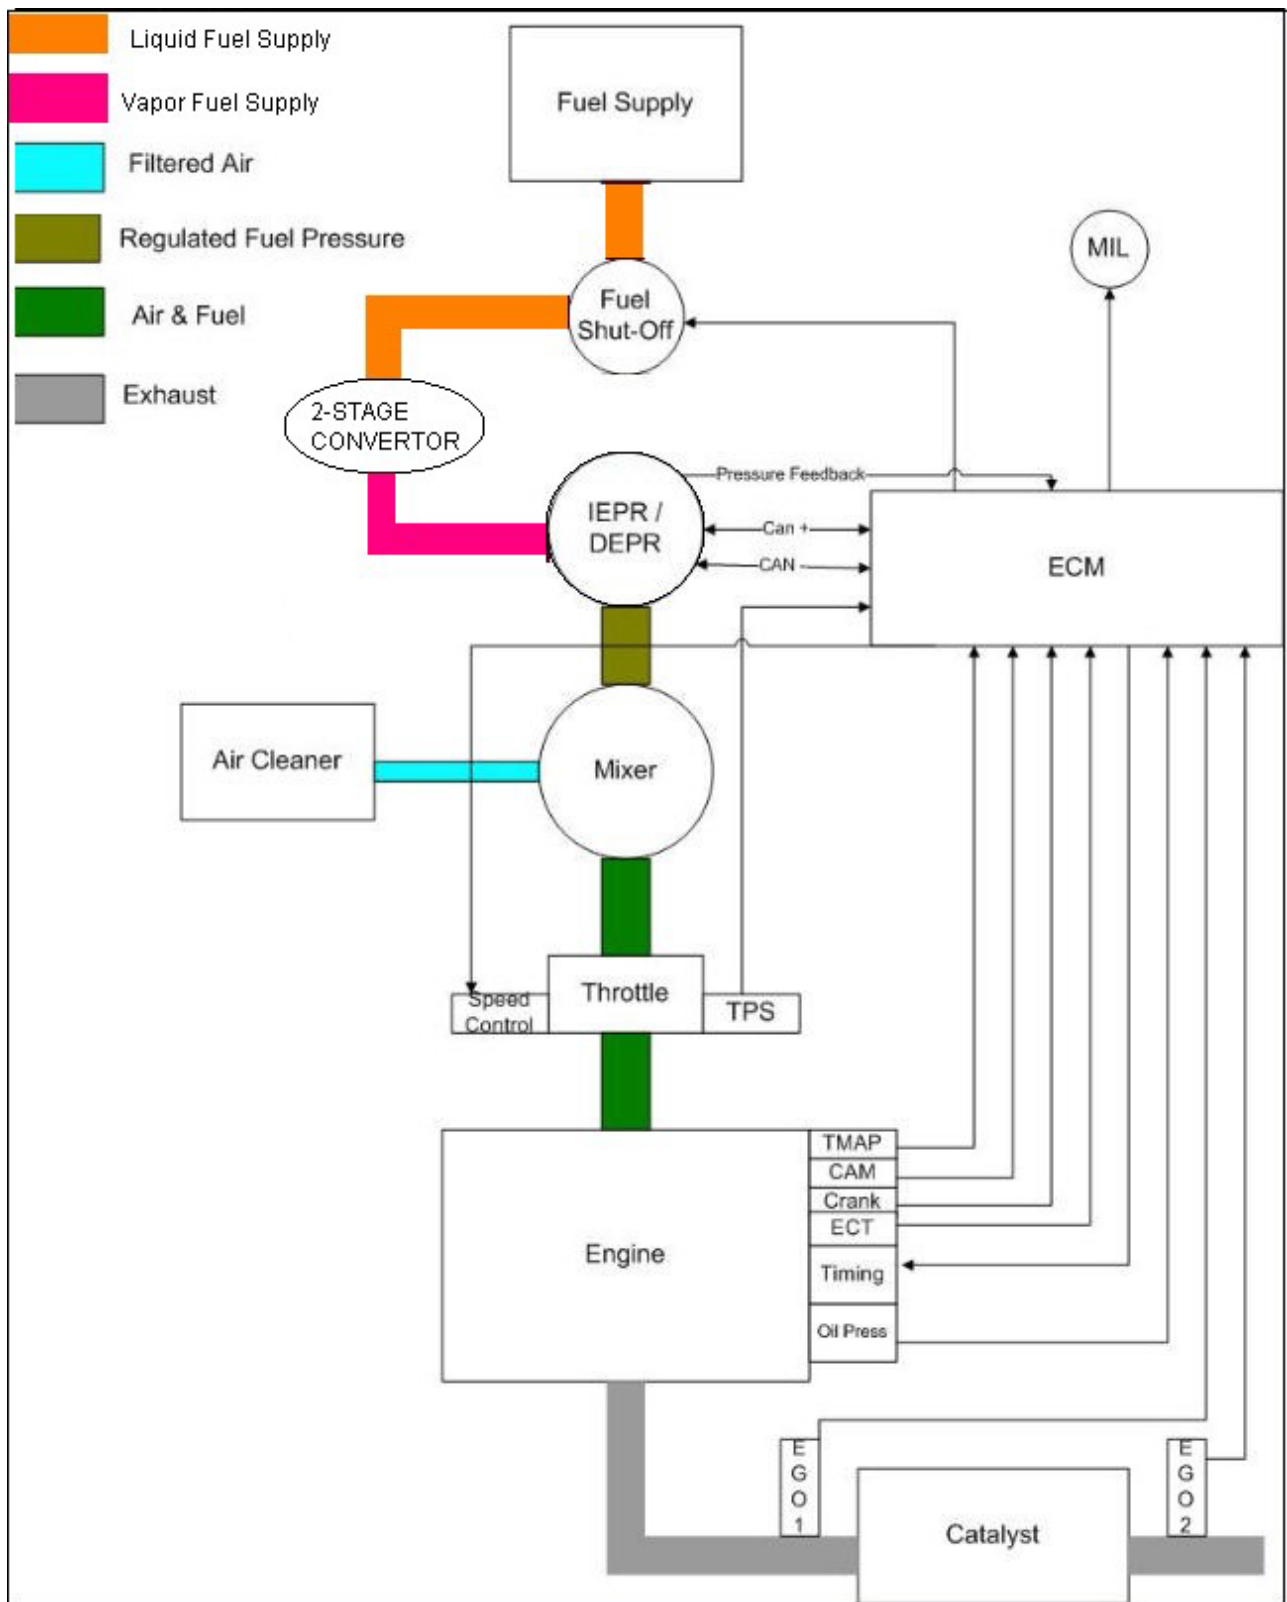 Liquid Fuel Supply
Vapor Fuel Supply
Filtered Air
Regulated Fuel Pressure
Air & Fuel
Exhaust
Fuel Supply
Fuel
Shut-Off
MIL
2-STAGE
CONVERTOR
IEPR /
DEPR
Pressure Feedback
Can +
CAN -
ECM
Air Cleaner
Mixer
Speed
Control
Throttle
TPS
Engine
TMAP
CAM
Crank
ECT
Timing
Oil Press
E
G
O
1
Catalyst
E
G
O
2